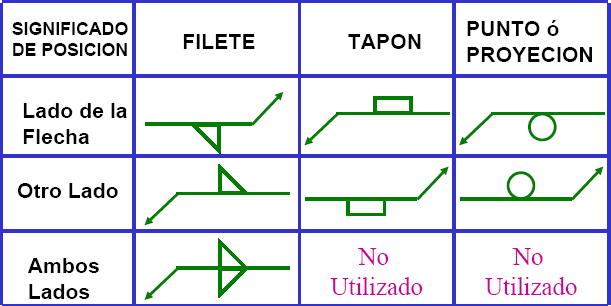 SIGNIFICADO
DE POSICION
FILETE
TAPON
PUNTO ó
PROYECION
Lado de la
Flecha
Otro Lado
Ambos
Lados
No
Utilizado
No
Utilizado